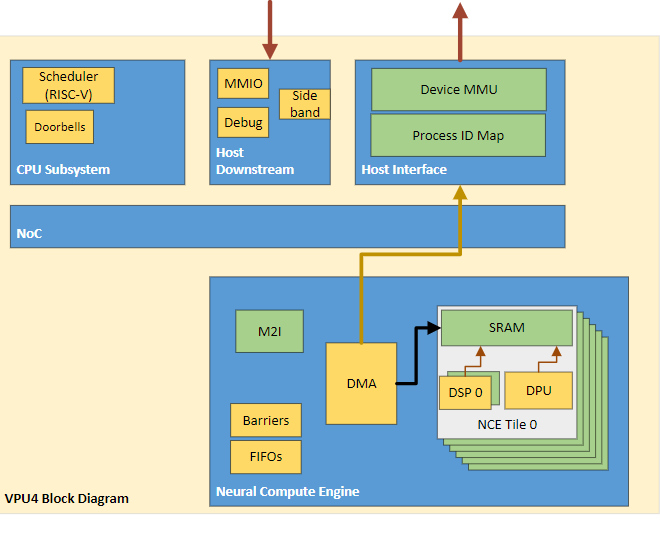 Scheduler
(RISC-V)
Doorbells
CPU Subsystem
MMIO
Side
band
Debug
Host
Downstream
Device MMU
Process ID Map
Host Interface
NoC
M2I
DMA
SRAM
DSP 0
DPU
NCE Tile 0
Barriers
FIFOs
Neural Compute Engine
VPU4 Block Diagram